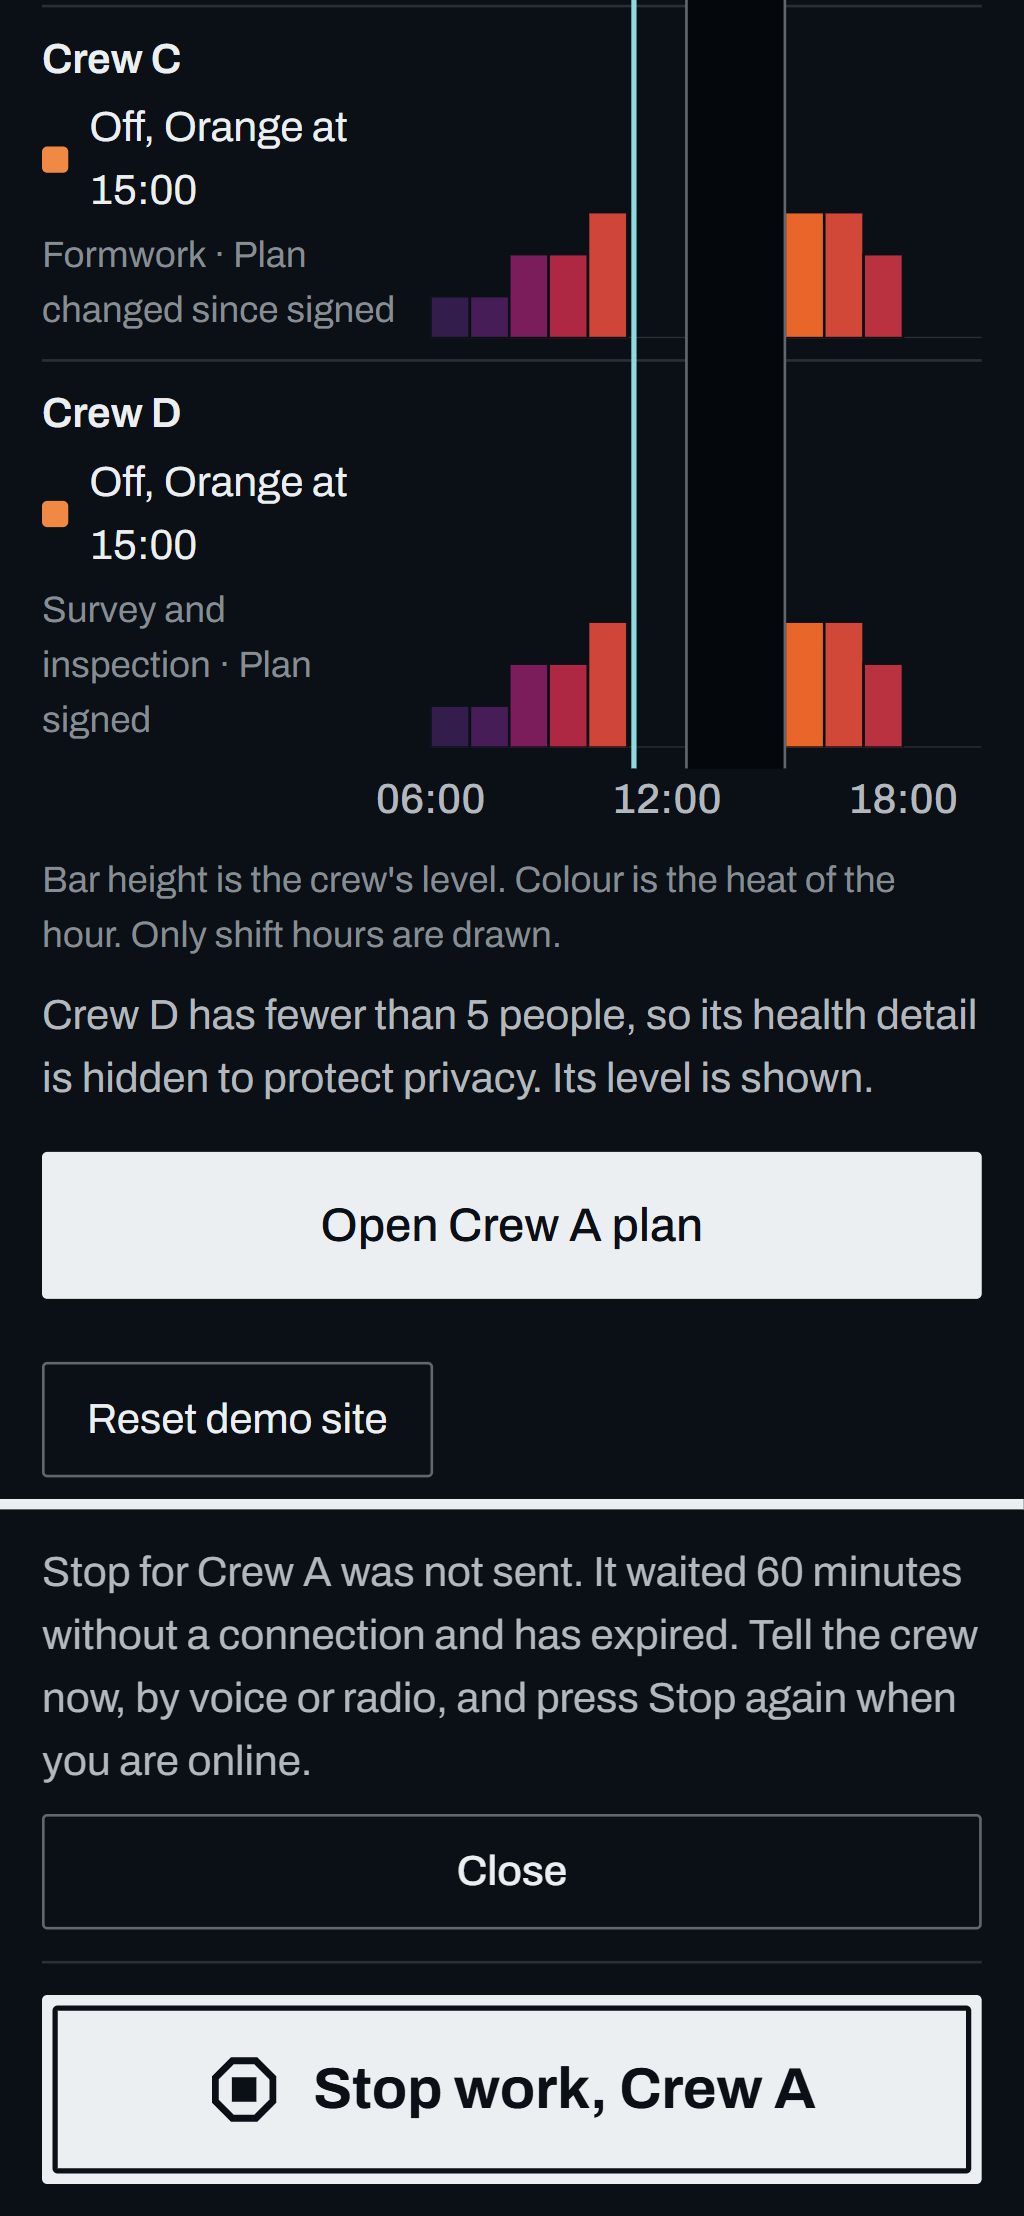 Crew C
Off, Orange at
15:00
Formwork · Plan
changed since signed
Crew D
Off, Orange at
15:00
Survey and
inspection · Plan
signed
06:00 12:00 18:00
Bar height is the crew's level. Colour is the heat of the
hour. Only shift hours are drawn.
Crew D has fewer than 5 people, so its health detail
is hidden to protect privacy. Its level is shown.
Open Crew A plan
Reset demo site
Stop for Crew A was not sent. It waited 60 minutes
without a connection and has expired. Tell the crew
now, by voice or radio, and press Stop again when
you are online.
Close
Stop work, Crew A